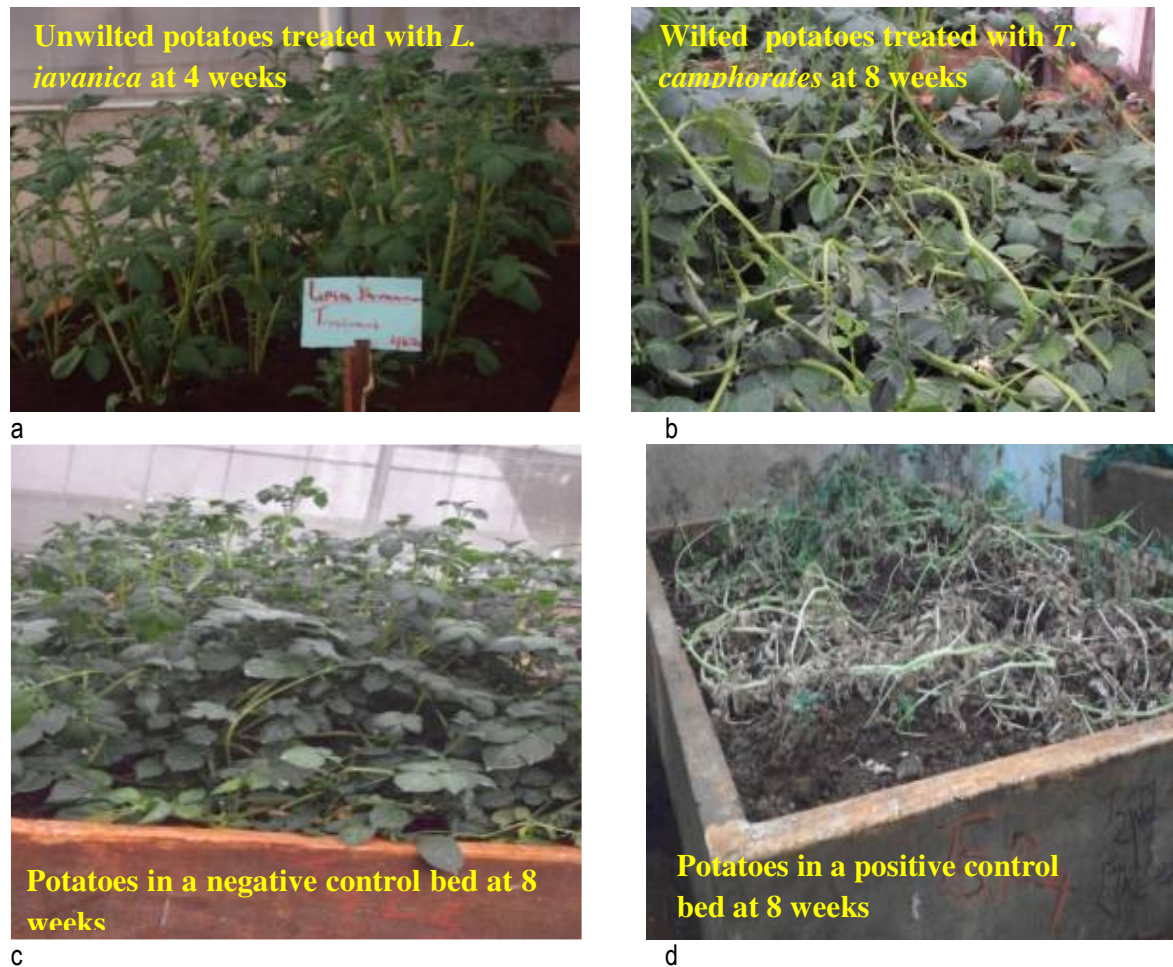 Unwilted potatoes treated with L.
javanica at 4 weeks
Wilted potatoes treated with T.
camphorates at 8 weeks
a
b
Potatoes in a negative control bed at 8
weeks
Potatoes in a positive control
bed at 8 weeks
c
d